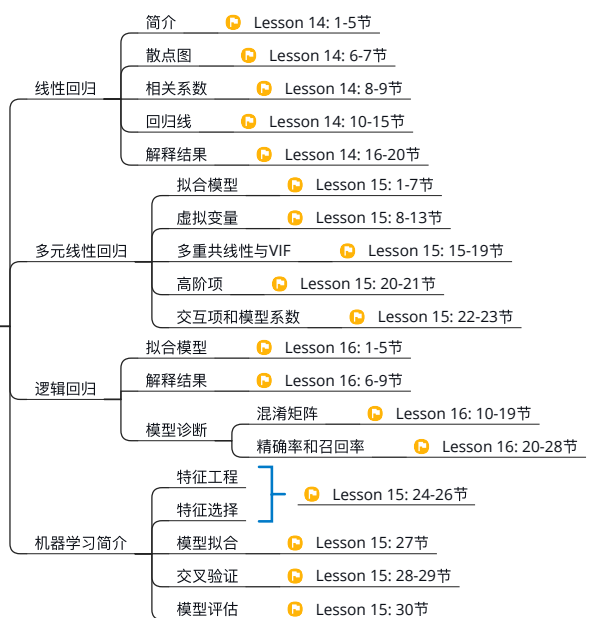 线性回归
简介 Lesson 14: 1-5节
散点图 Lesson 14: 6-7节
相关系数 Lesson 14: 8-9节
回归线 Lesson 14: 10-15节
解释结果 Lesson 14: 16-20节
多元线性回归
拟合模型 Lesson 15: 1-7节
虚拟变量 Lesson 15: 8-13节
多重共线性与VIF Lesson 15: 15-19节
高阶项 Lesson 15: 20-21节
交互项和模型系数 Lesson 15: 22-23节
逻辑回归
拟合模型 Lesson 16: 1-5节
解释结果 Lesson 16: 6-9节
模型诊断
混淆矩阵 Lesson 16: 10-19节
精确率和召回率 Lesson 16: 20-28节
机器学习简介
特征工程
特征选择
Lesson 15: 24-26节
模型拟合 Lesson 15: 27节
交叉验证 Lesson 15: 28-29节
模型评估 Lesson 15: 30节